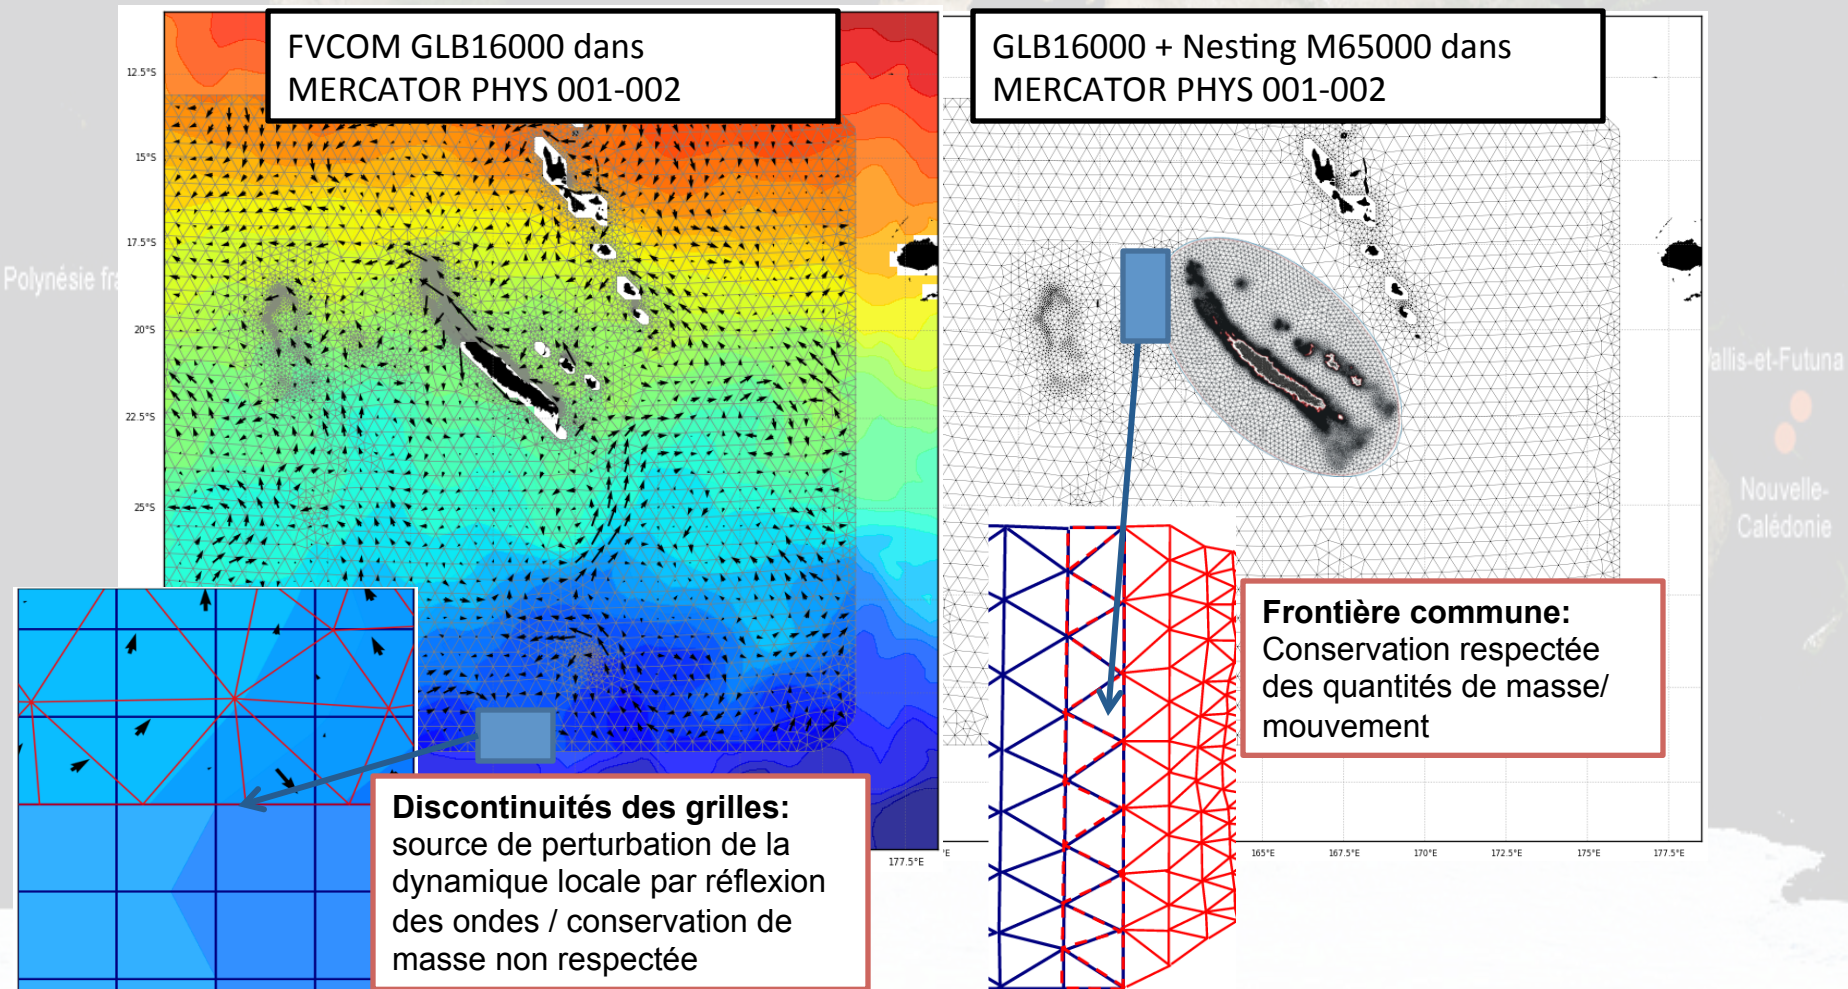 FVCOM GLB16000 dans
MERCATOR PHYS 001-002
GLB16000 + Nesting M65000 dans
MERCATOR PHYS 001-002
12.5°S
15°S
17.5°S
20°S
22.5°S
25°S
Polynésie fra
allis-et-Futuna
Nouvelle-
Calédonie
Frontière commune:
Conservation respectée
des quantités de masse/
mouvement
Discontinuités des grilles:
source de perturbation de la
dynamique locale par réflexion
des ondes / conservation de
masse non respectée
177.5°E
°E
165°E
167.5°E
170°E
172.5°E
175°E
177.5°E